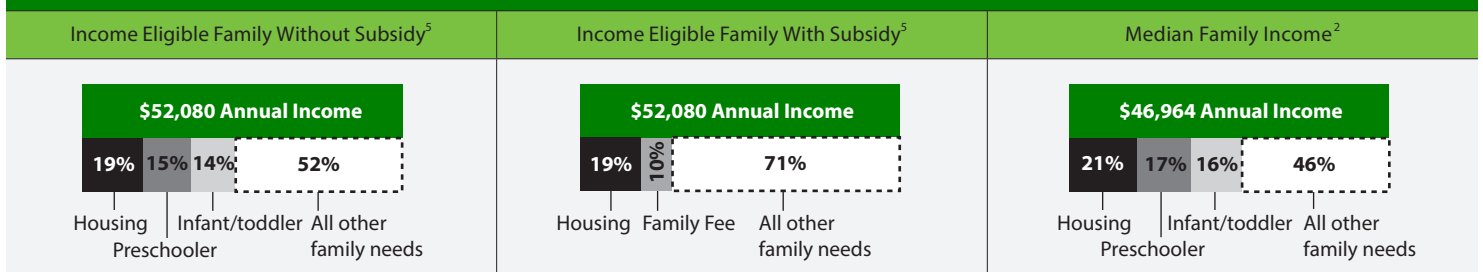 Income Eligible Family Without Subsidy5
Income Eligible Family With Subsidy5
Median Family Income2
$52,080 Annual Income
19% 15% 14% 52%
Housing Infant/toddler All other
Preschooler family needs
$52,080 Annual Income
19% 10% 71%
Housing Family Fee All other
family needs
$46,964 Annual Income
21% 17% 16% 46%
Housing Infant/toddler All other
Preschooler family needs